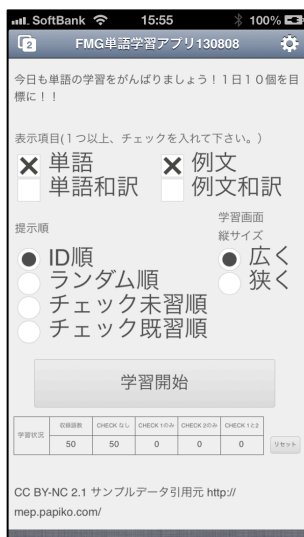 SoftBank 15:55 100%
2 FMG単語学習アプリ130808
今日も単語の学習をがんばりましょう！１日１０個を目
標に！！
表示項目(１つ以上、チェックを入れて下さい。)
単語 例文
単語和訳 例文和訳
提示順
学習画面
縦サイズ
ID順 広く
ランダム順 狭く
チェック未習順
チェック既習順
学習開始
学習状況 収録語数 CHECK なし CHECK 1のみ CHECK 2のみ CHECK 1と2
50 50 0 0 0 リセット
CC BY-NC 2.1 サンプルデータ引用元 http://
mep.papiko.com/